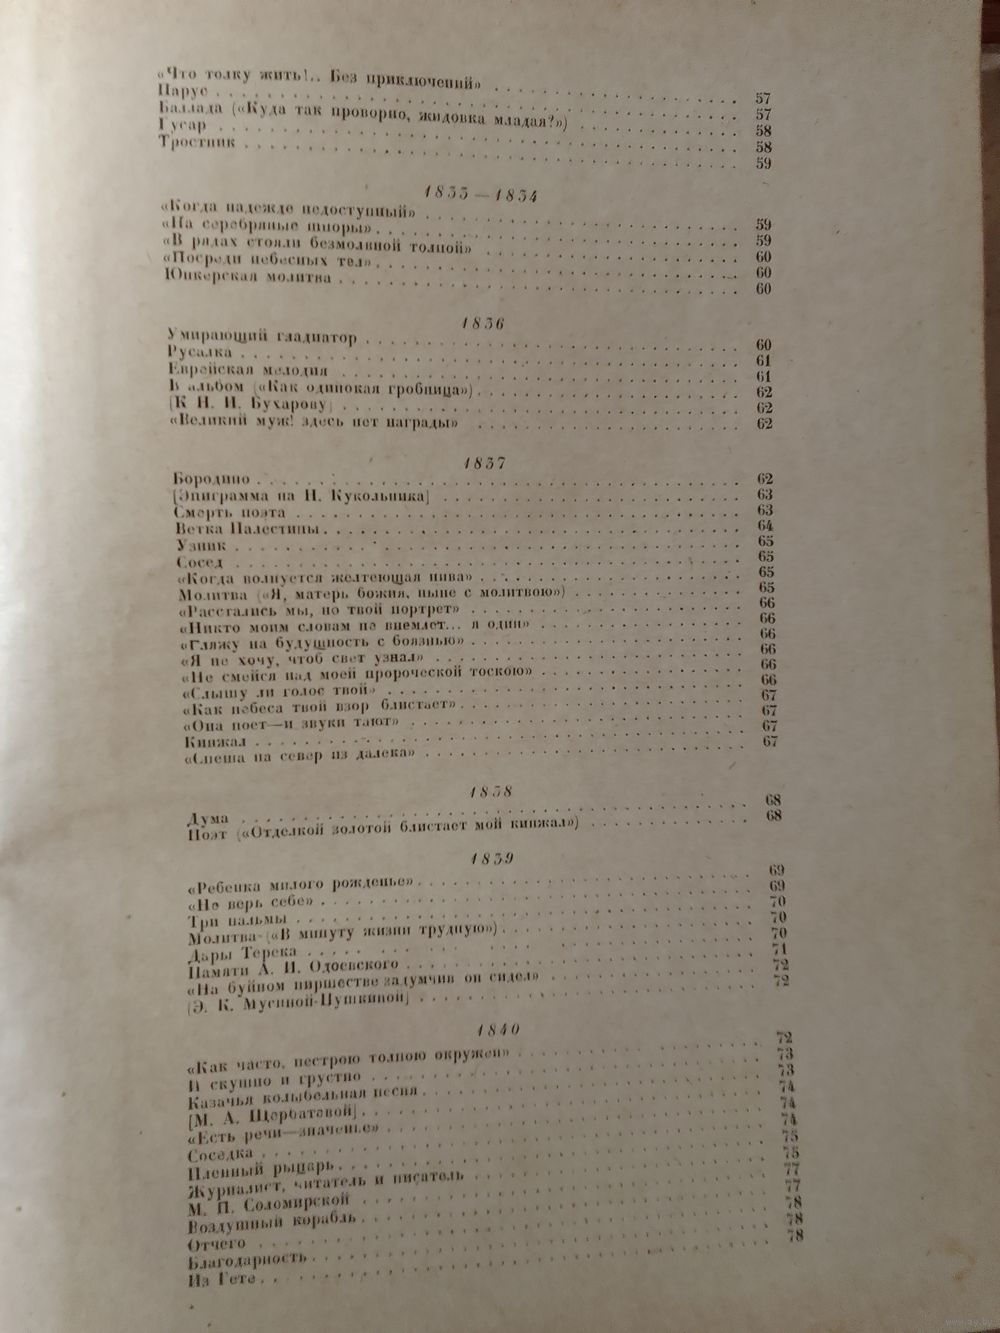 «Что толку жить!.. Без приключений» 57
Парус 57
Баллада («Куда так проворно, жидовка младая?») 58
Гусар 58
Тростник 59
1833—1834
«Когда надежде недоступный» 59
«На серебряные шпоры» 59
«В рядах стояли безмолвной толпой» 60
«Посреди небесных тел» 60
Юнкерская молитва 60
1836
Умирающий гладиатор 60
Русалка 61
Еврейская мелодия 61
В альбом («Как одинокая гробница») 62
[К Н. И. Бухарову] 62
«Великий муж! здесь нет награды» 62
1837
Бородино 62
[Эпиграмма на Н. Кукольника] 63
Смерть поэта 63
Ветка Палестины 64
Узник 65
Сосед 65
«Когда волнуется желтеющая нива» 65
Молитва («Я, матерь божия, ныне с молитвою») 65
«Расстались мы, но твой портрет» 66
«Никто моим словам не внемлет... я один» 66
«Гляжу на будущность с боязнью» 66
«Я не хочу, чтоб свет узнал» 66
«Не смейся над моей пророческой тоскою» 66
«Слышу ли голос твой» 66
«Как небеса твой взор блистает» 67
«Она поет—и звуки тают» 67
Кинжал 67
«Спеша на север из далека» 67
1838
Дума 68
Поэт («Отделкой золотой блистает мой кинжал») 68
1839
«Ребенка милого рожденье» 69
«Не верь себе» 69
Три пальмы 70
Молитва («В минуту жизни трудную») 70
Дары Терека 70
Памяти А. И. Одоевского 71
«На буйном пиршестве задумчив он сидел» 72
[Э. К. Мусиной-Пушкиной] 72
1840
«Как часто, пестрою толпою окружен» 72
И скушно и грустно 73
Казачья колыбельная песня 73
[М. А. Щербатовой] 74
«Есть речи—значенье» 74
Соседка 74
Пленный рыцарь 75
Журналист, читатель и писатель 75
М. П. Соломирской 77
Воздушный корабль 77
Отчего 78
Благодарность 78
Из Гете 78
www.ay.by